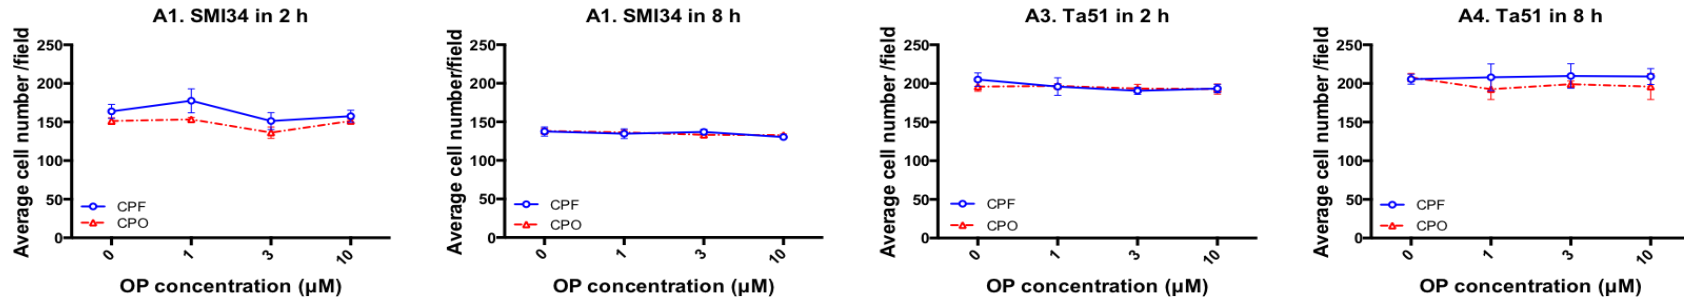 A1. SMI34 in 2 h
Average cell number /field
250
200
150
100
50
0
CPF
CPO
0
1
3
10
OP concentration (µM)
A1. SMI34 in 8 h
Average cell number/field
250
200
150
100
50
0
CPF
CPO
0
1
3
10
OP concentration (µM)
A3. Ta51 in 2 h
Average cell number /field
250
200
150
100
50
0
CPF
CPO
0
1
3
10
OP concentration (µM)
A4. Ta51 in 8 h
Average cell number /field
250
200
150
100
50
0
CPF
CPO
0
1
3
10
OP concentration (µM)